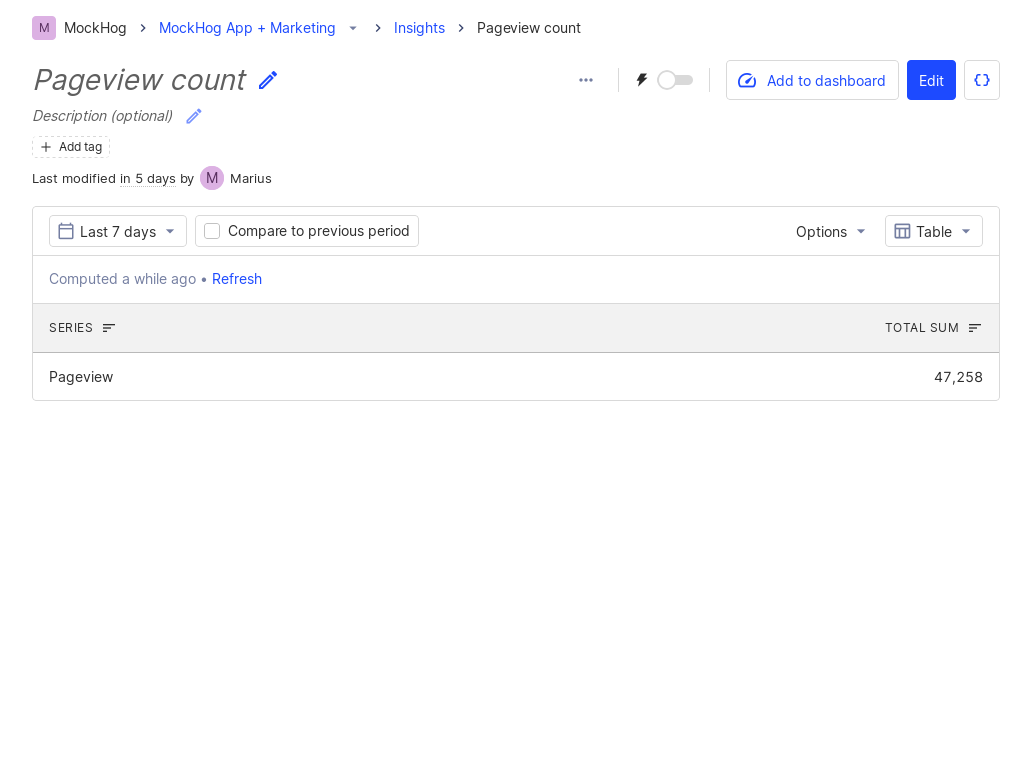 M MockHog MockHog App + Marketing Insights Pageview count
Pageview count
Add to dashboard Edit {}
Description (optional)
Add tag
Last modified in 5 days by M Marius
Last 7 days Compare to previous period Options Table
Computed a while ago • Refresh
SERIES TOTAL SUM
Pageview 47,258